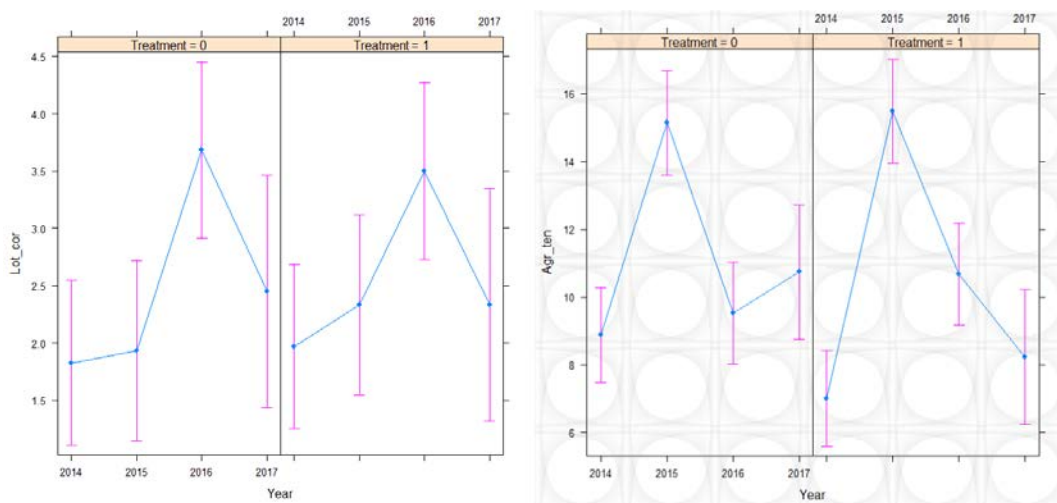 2014 2015 2016 2017
Treatment = 0 Treatment = 1
4.5
4.0
3.5
3.0
2.5
2.0
1.5
Lot_cor
2014 2015 2016 2017
Year
2014 2015 2016 2017
Treatment = 0 Treatment = 1
16
14
12
10
8
6
Agr_ten
2014 2015 2016 2017
Year